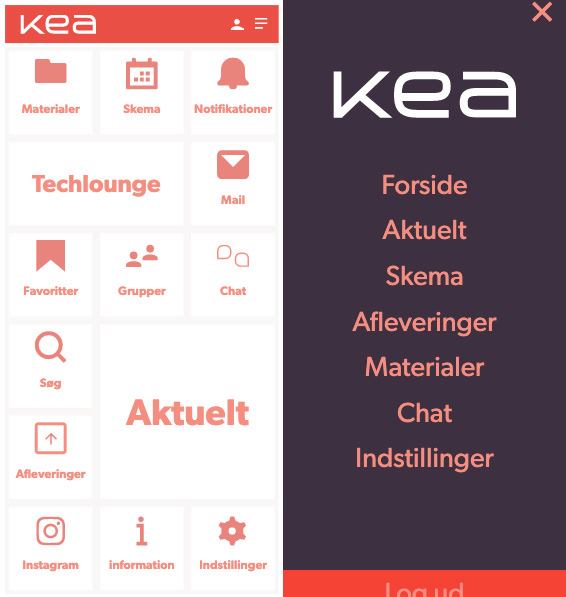 kea
Materialer
Skema
Notifikationer
Techlounge
Mail
Favoritter
Grupper
Chat
Søg
Aktuelt
Afleveringer
Instagram
information
Indstillinger
kea
Forside
Aktuelt
Skema
Afleveringer
Materialer
Chat
Indstillinger
Log ud